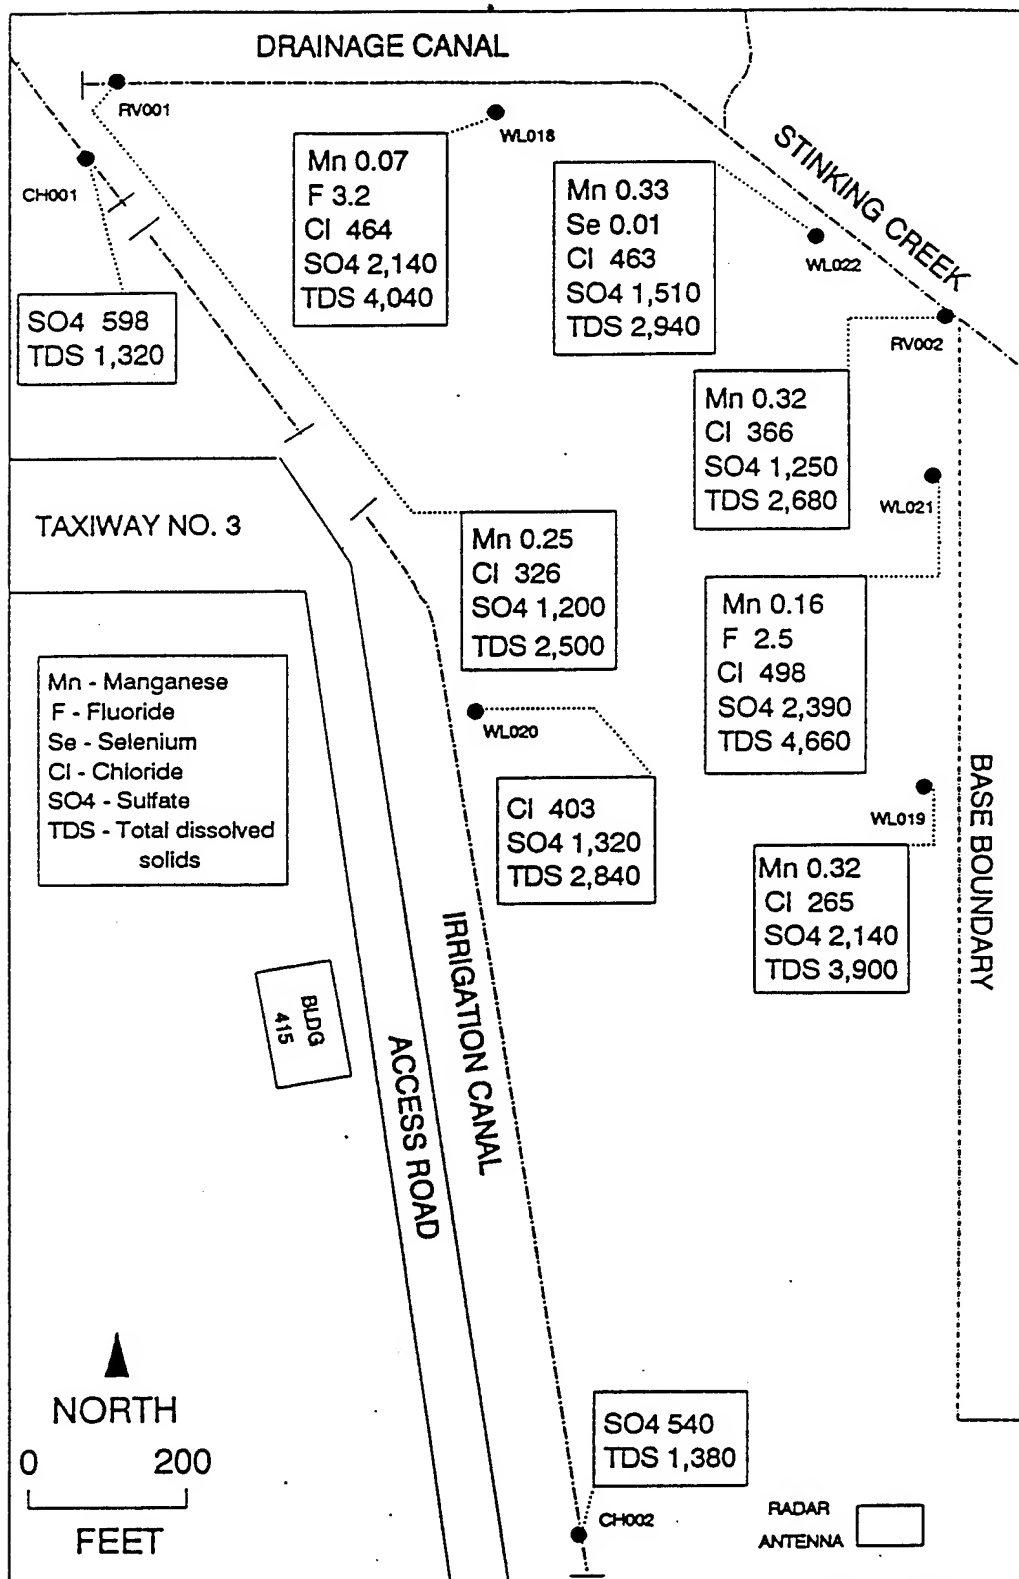 DRAINAGE CANAL
RV001
WL018
CH001
STINKING CREEK
Mn 0.07
F 3.2
Cl 464
SO4 2,140
TDS 4,040
Mn 0.33
Se 0.01
Cl 463
SO4 1,510
TDS 2,940
WL022
RV002
SO4 598
TDS 1,320
Mn 0.32
Cl 366
SO4 1,250
TDS 2,680
WL021
TAXIWAY NO. 3
Mn 0.25
Cl 326
SO4 1,200
TDS 2,500
Mn 0.16
F 2.5
Cl 498
SO4 2,390
TDS 4,660
Mn - Manganese
F - Fluoride
Se - Selenium
Cl - Chloride
SO4 - Sulfate
TDS - Total dissolved
solids
WL020
Cl 403
SO4 1,320
TDS 2,840
WL019
BASE BOUNDARY
Mn 0.32
Cl 265
SO4 2,140
TDS 3,900
IRRIGATION CANAL
BLDG
415
ACCESS ROAD
NORTH
0 200
FEET
SO4 540
TDS 1,380
CH002
RADAR
ANTENNA